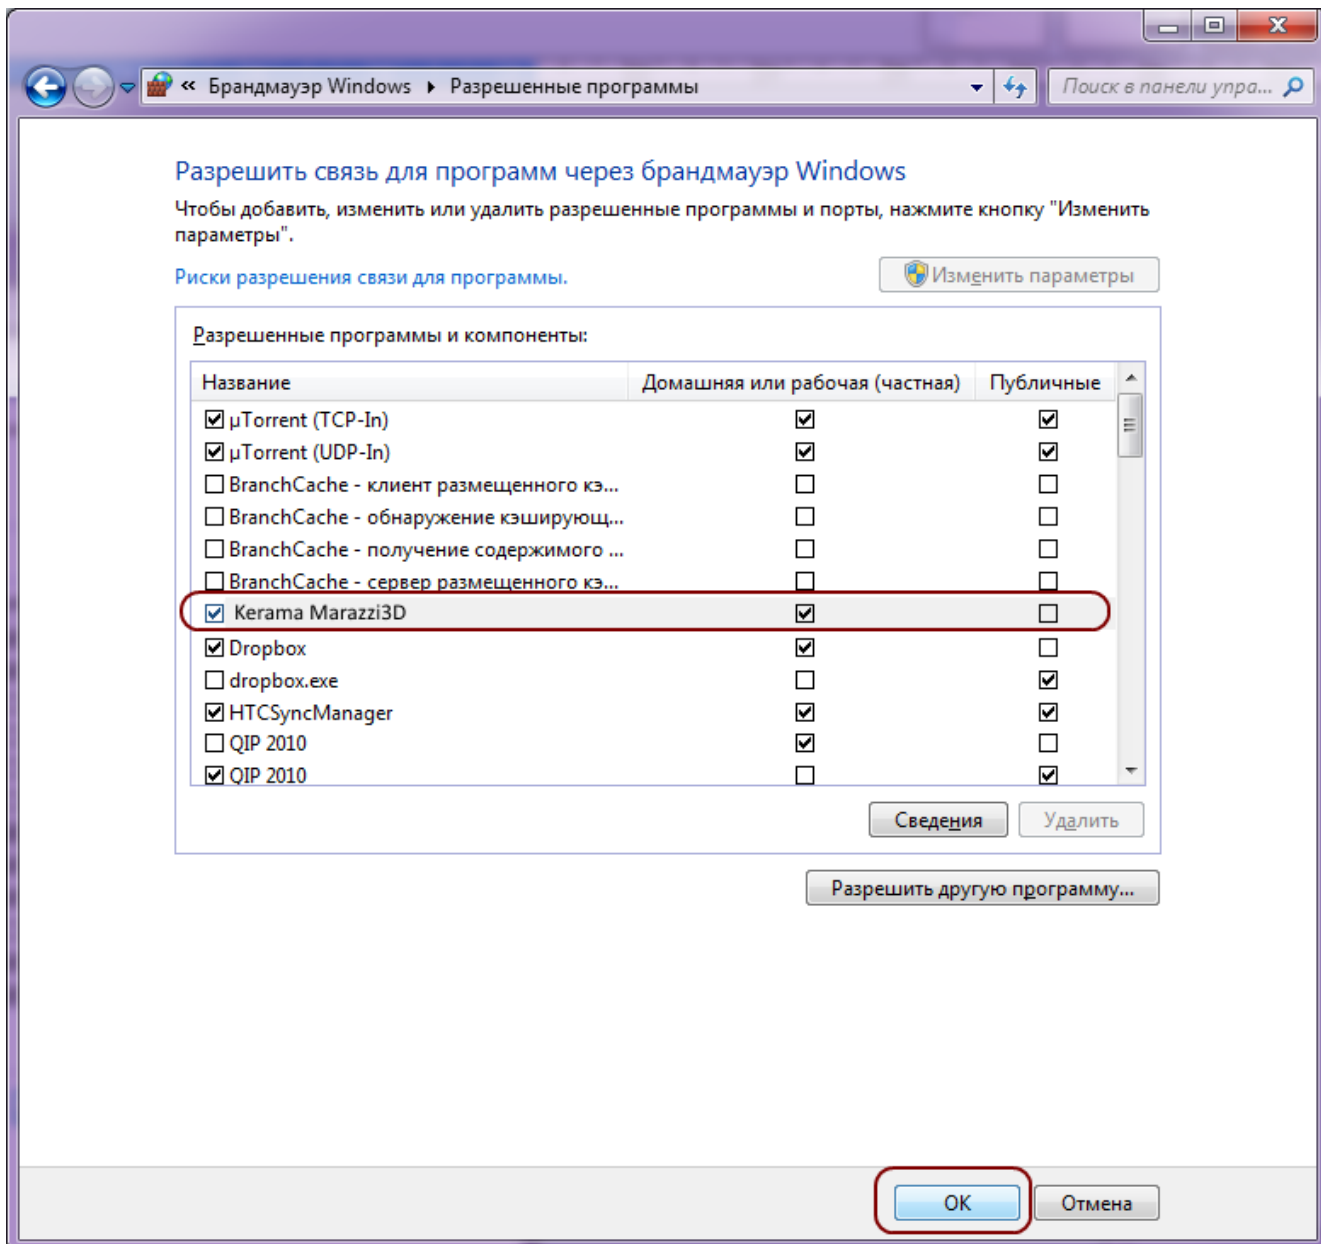 « Брандмауэр Windows Разрешенные программы
Поиск в панели упра...
Разрешить связь для программ через брандмауэр Windows
Чтобы добавить, изменить или удалить разрешенные программы и порты, нажмите кнопку "Изменить
параметры".
Риски разрешения связи для программы.
Изменить параметры
Разрешенные программы и компоненты:
Название Домашняя или рабочая (частная) Публичные
µTorrent (TCP-In)
µTorrent (UDP-In)
BranchCache - клиент размещенного кэ...
BranchCache - обнаружение кэширующ...
BranchCache - получение содержимого ...
BranchCache - сервер размещенного кэ...
Kerama Marazzi3D
Dropbox
dropbox.exe
HTCSyncManager
QIP 2010
QIP 2010
Сведения Удалить
Разрешить другую программу...
OK Отмена